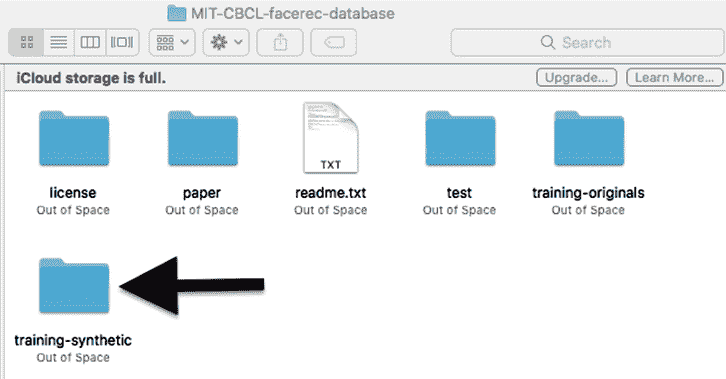 MIT-CBCL-facerec-database
Search
iCloud storage is full.
Upgrade...
Learn More...
license
Out of Space
paper
Out of Space
TXT
readme.txt
Out of Space
test
Out of Space
training-originals
Out of Space
training-synthetic
Out of Space